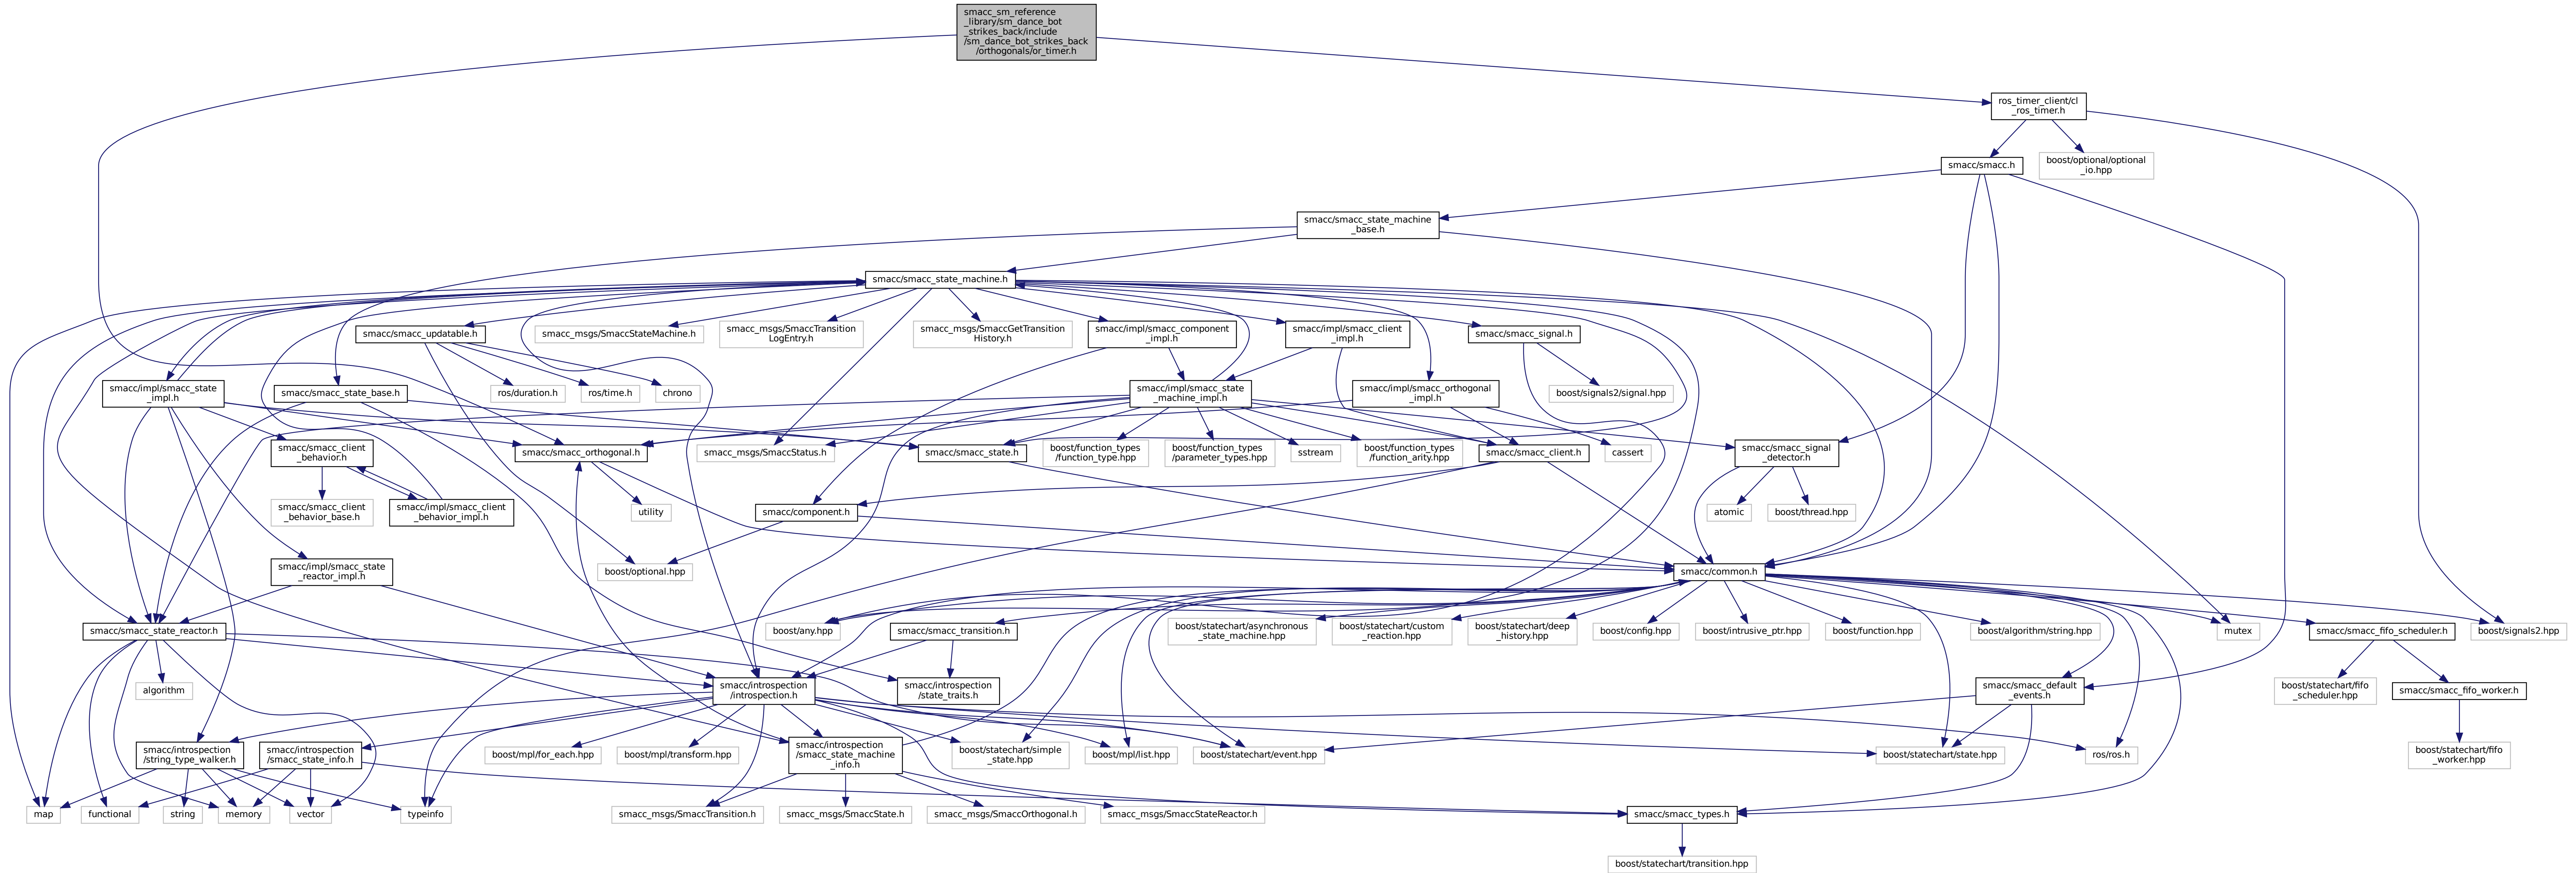 smacc_sm_reference
_library/sm_dance_bot
_strikes_back/include
/sm_dance_bot_strikes_back
/orthogonals/or_timer.h
ros_timer_client/cl
_ros_timer.h
smacc/smacc.h
boost/optional/optional
_io.hpp
smacc/smacc_state_machine
_base.h
smacc/smacc_state_machine.h
smacc/smacc_updatable.h
smacc_msgs/SmaccStateMachine.h
smacc_msgs/SmaccTransition
LogEntry.h
smacc_msgs/SmaccGetTransition
History.h
smacc/impl/smacc_component
_impl.h
smacc/impl/smacc_client
_impl.h
smacc/smacc_signal.h
smacc/impl/smacc_state
_impl.h
smacc/smacc_state_base.h
ros/duration.h
ros/time.h
chrono
smacc/impl/smacc_state
_machine_impl.h
smacc/impl/smacc_orthogonal
_impl.h
boost/signals2/signal.hpp
smacc/smacc_client
_behavior.h
smacc/smacc_orthogonal.h
smacc_msgs/SmaccStatus.h
smacc/smacc_state.h
boost/function_types
/function_type.hpp
boost/function_types
/parameter_types.hpp
sstream
boost/function_types
/function_arity.hpp
smacc/smacc_client.h
cassert
smacc/smacc_signal
_detector.h
smacc/smacc_client
_behavior_base.h
smacc/impl/smacc_client
_behavior_impl.h
utility
smacc/component.h
atomic
boost/thread.hpp
smacc/impl/smacc_state
_reactor_impl.h
boost/optional.hpp
smacc/common.h
smacc/smacc_state_reactor.h
boost/any.hpp
smacc/smacc_transition.h
boost/statechart/asynchronous
_state_machine.hpp
boost/statechart/custom
_reaction.hpp
boost/statechart/deep
_history.hpp
boost/config.hpp
boost/intrusive_ptr.hpp
boost/function.hpp
boost/algorithm/string.hpp
mutex
smacc/smacc_fifo_scheduler.h
boost/signals2.hpp
algorithm
smacc/introspection
/introspection.h
smacc/introspection
/state_traits.h
smacc/smacc_default
_events.h
boost/statechart/fifo
_scheduler.hpp
smacc/smacc_fifo_worker.h
smacc/introspection
/string_type_walker.h
smacc/introspection
/smacc_state_info.h
boost/mpl/for_each.hpp
boost/mpl/transform.hpp
smacc/introspection
/smacc_state_machine
_info.h
boost/statechart/simple
_state.hpp
boost/mpl/list.hpp
boost/statechart/event.hpp
boost/statechart/state.hpp
ros/ros.h
boost/statechart/fifo
_worker.hpp
map
functional
string
memory
vector
typeinfo
smacc_msgs/SmaccTransition.h
smacc_msgs/SmaccState.h
smacc_msgs/SmaccOrthogonal.h
smacc_msgs/SmaccStateReactor.h
smacc/smacc_types.h
boost/statechart/transition.hpp